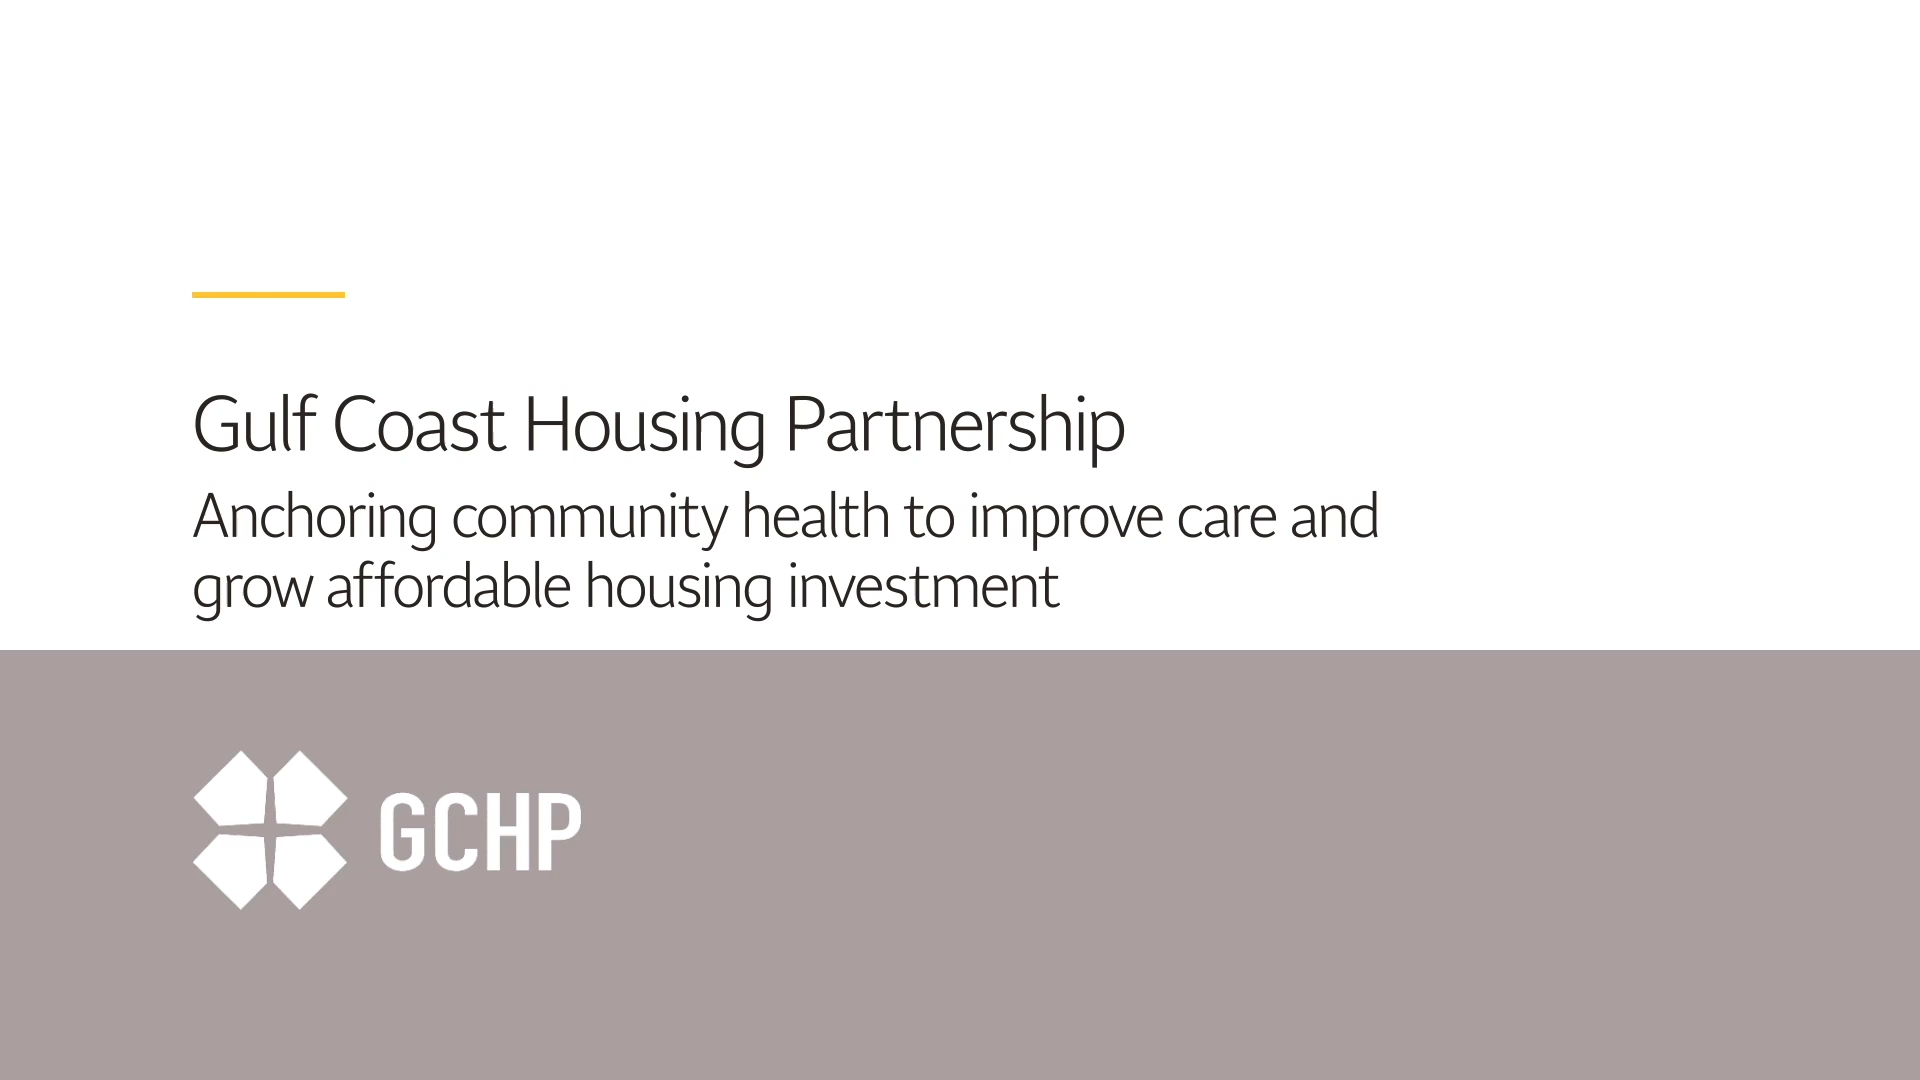 Gulf Coast Housing Partnership
Anchoring community health to improve care and
grow affordable housing investment
GCHP